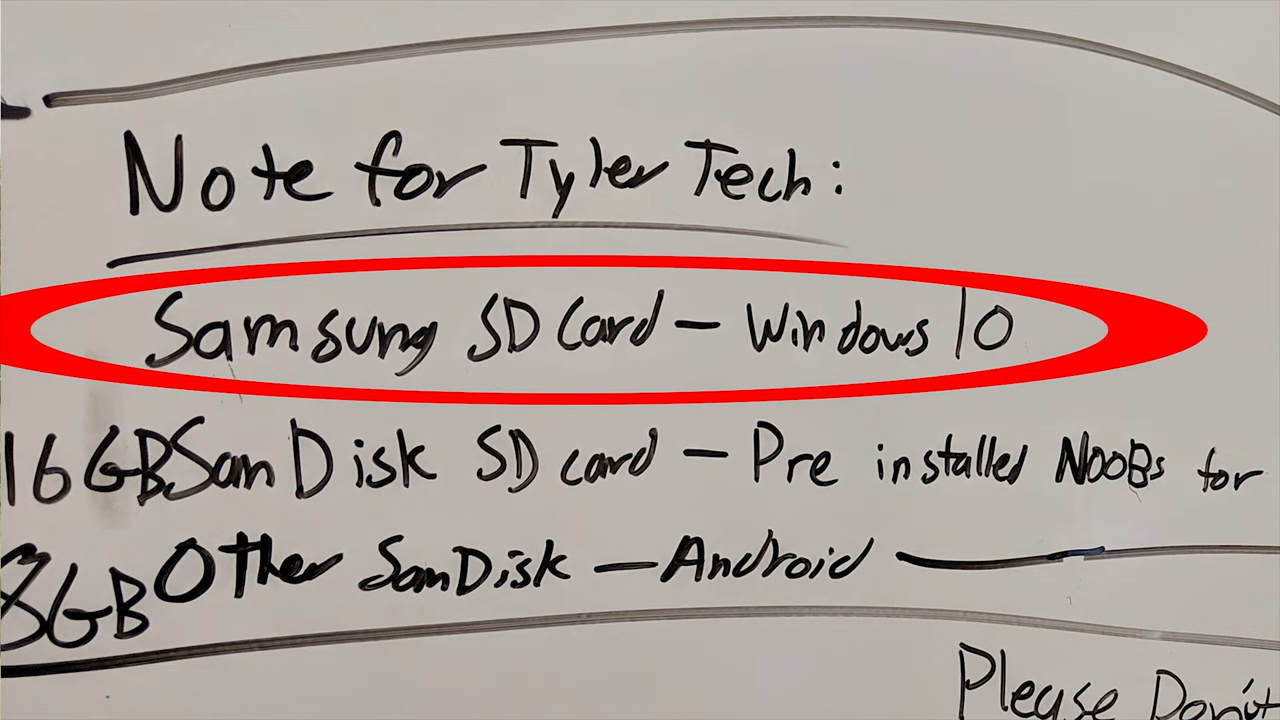 Note for Tyler Tech:
Samsung SD Card - Windows 10
16GB SanDisk SD card - Pre installed NOOBs for
8GB Other SanDisk - Android
Please Don't